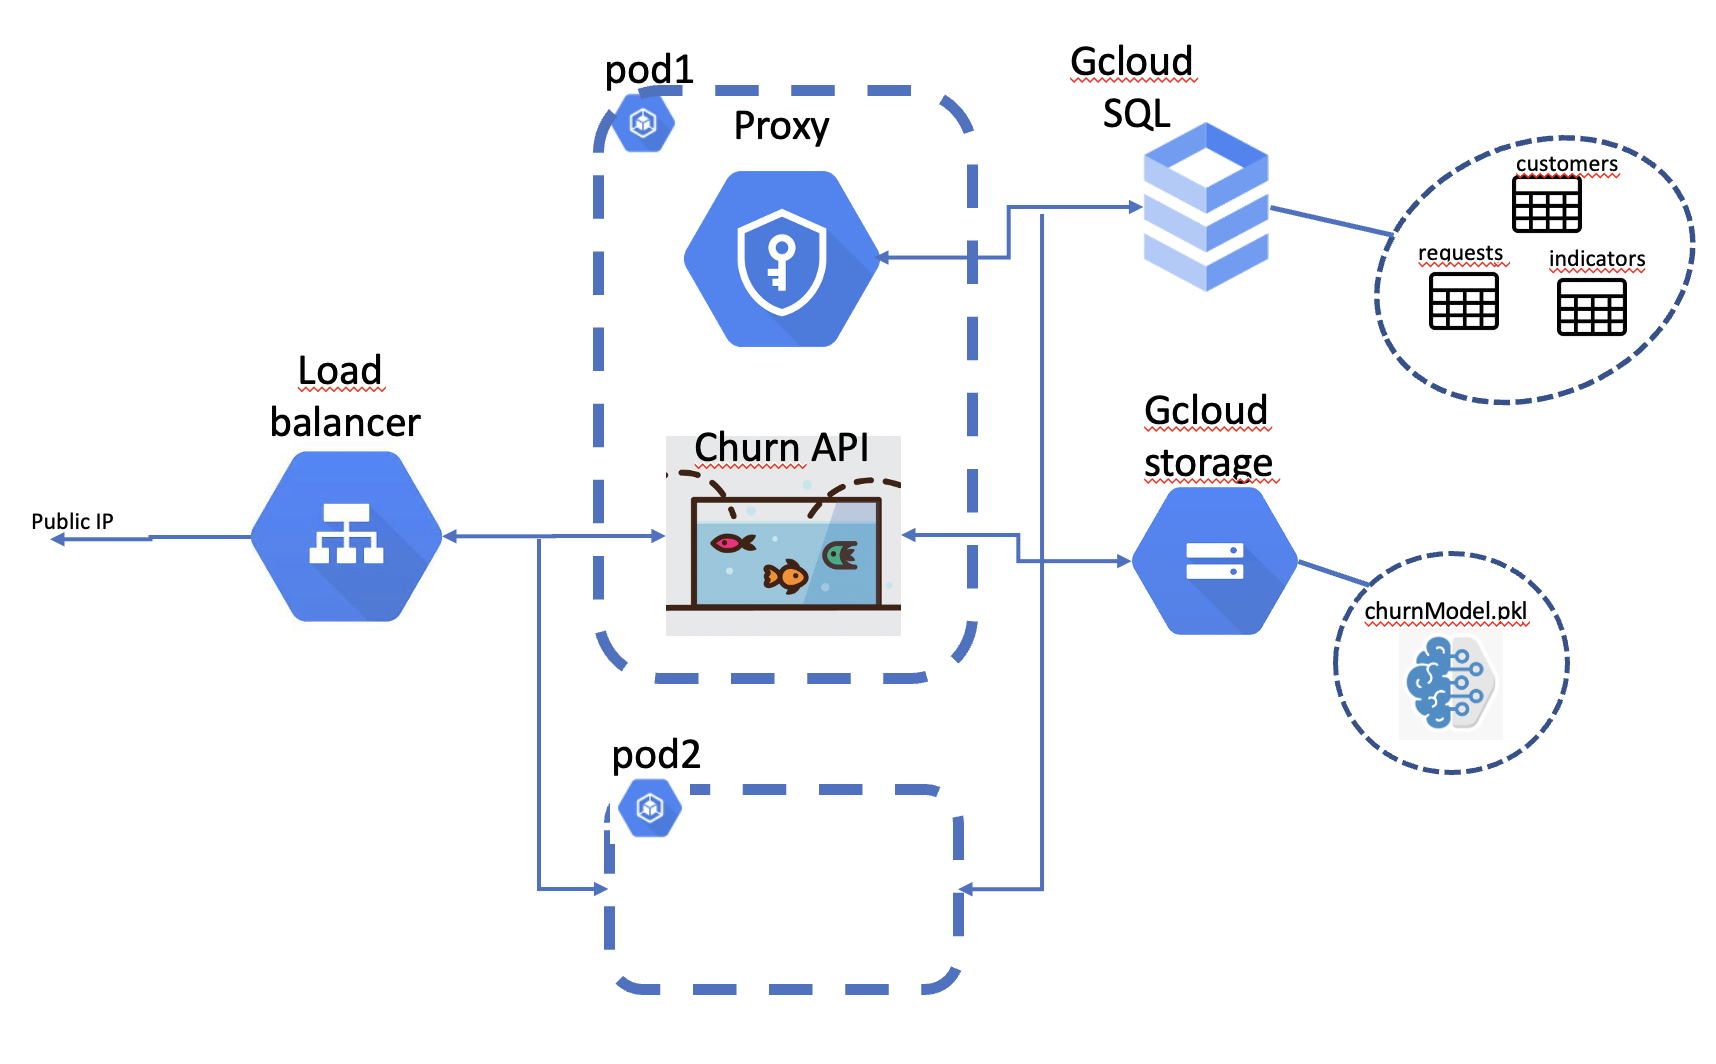 pod1
Proxy
Gcloud
SQL
customers
requests
indicators
Load
balancer
Churn API
Gcloud
storage
Public IP
churnModel.pkl
pod2